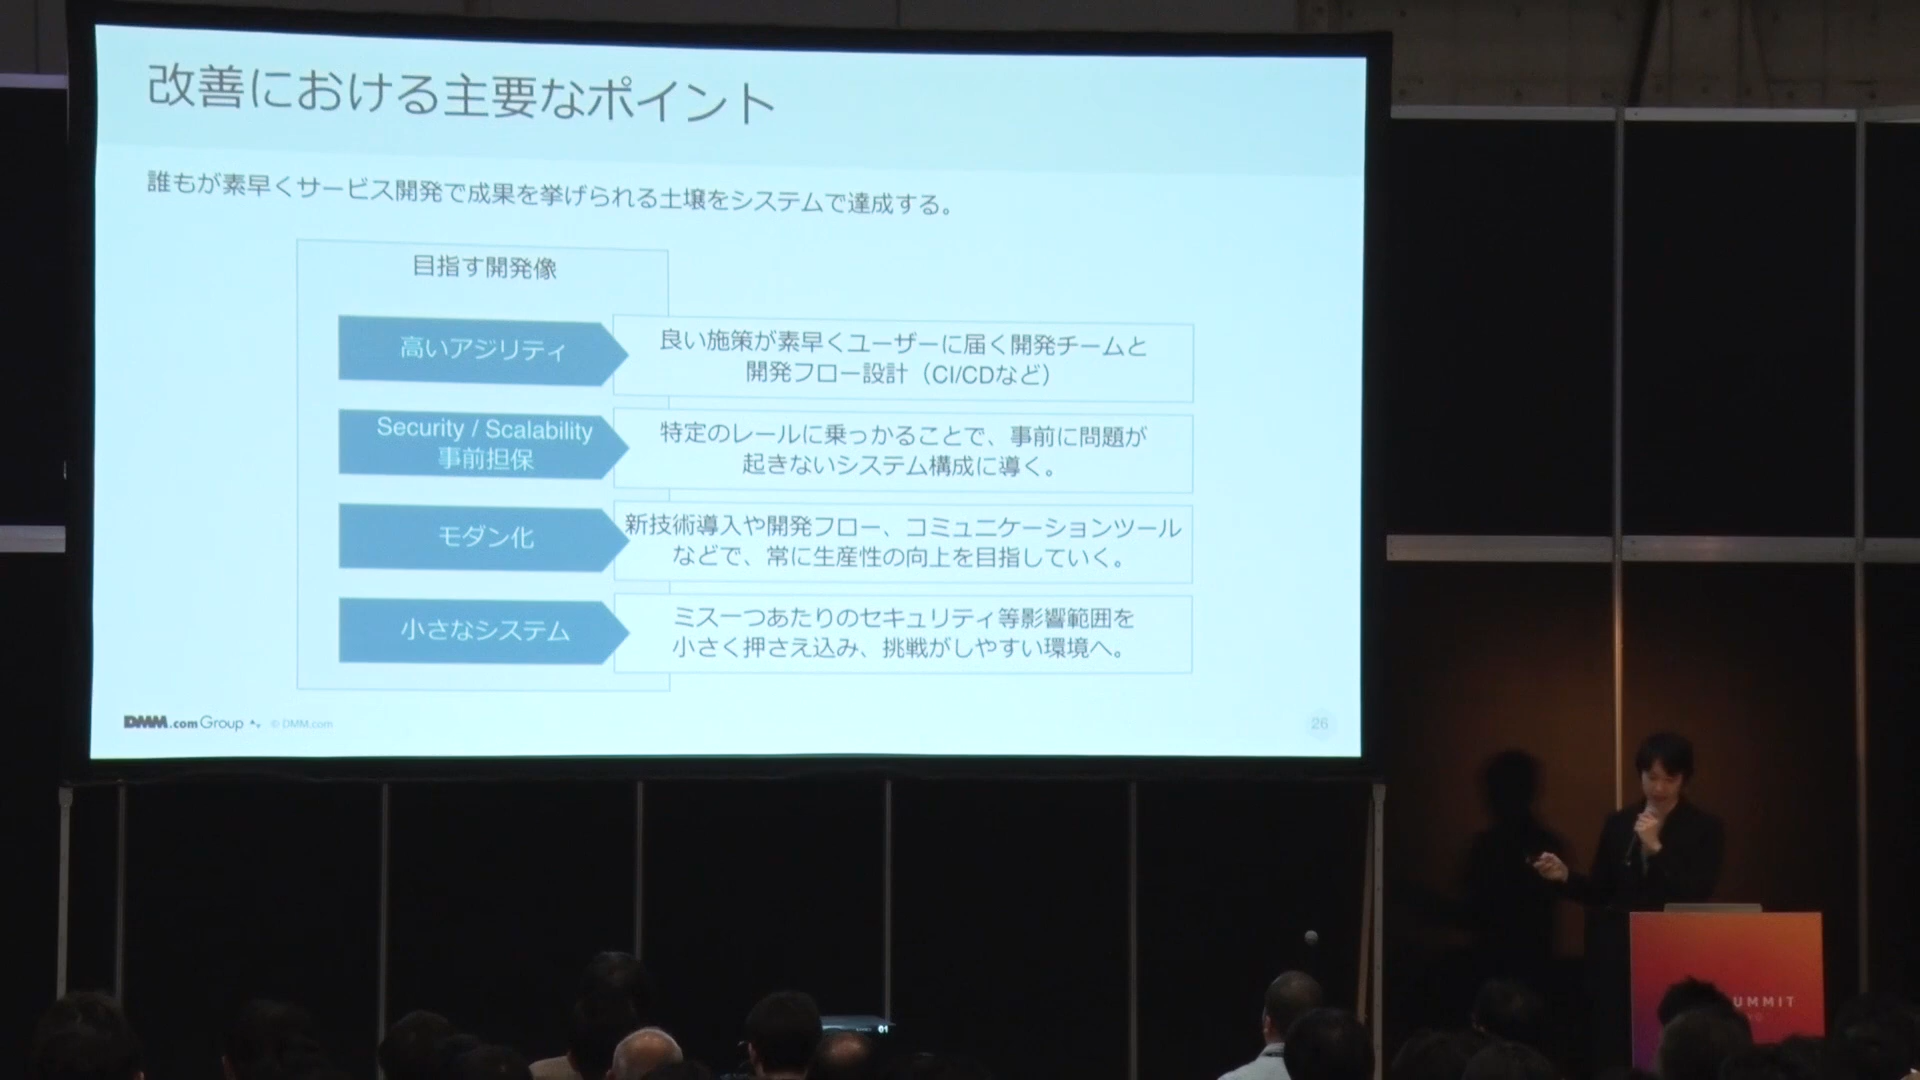 改善における主要なポイント
誰もが素早くサービス開発で成果を挙げられる土壌をシステムで達成する。
目指す開発像
高いアジリティ
良い施策が素早くユーザーに届く開発チームと
開発フロー設計（CI/CDなど）
Security / Scalability
事前担保
特定のレールに乗っかることで、事前に問題が
起きないシステム構成に導く。
モダン化
新技術導入や開発フロー、コミュニケーションツール
などで、常に生産性の向上を目指していく。
小さなシステム
ミス一つあたりのセキュリティ等影響範囲を
小さく押さえ込み、挑戦がしやすい環境へ。
DMM.com Group
© DMM.com
26
UMMIT
01